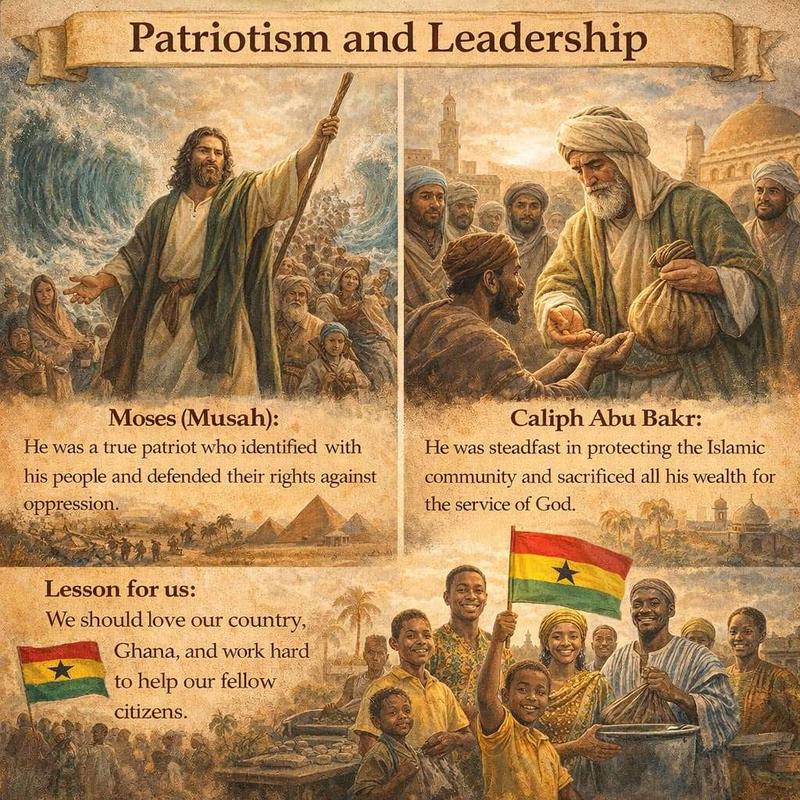 Patriotism and Leadership
Moses (Musah):
He was a true patriot who identified with
his people and defended their rights against
oppression.
Caliph Abu Bakr:
He was steadfast in protecting the Islamic
community and sacrificed all his wealth for
the service of God.
Lesson for us:
We should love our country,
Ghana, and work hard
to help our fellow
citizens.